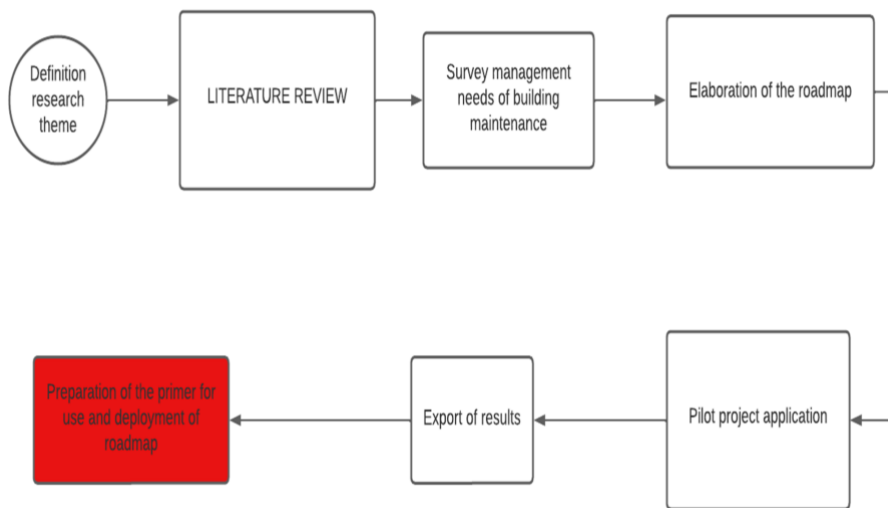 Definition
research
theme
LITERATURE REVIEW
Survey management
needs of building
maintenance
Elaboration of the roadmap
Preparation of the primer for
use and deployment of
roadmap
Export of results
Pilot project application